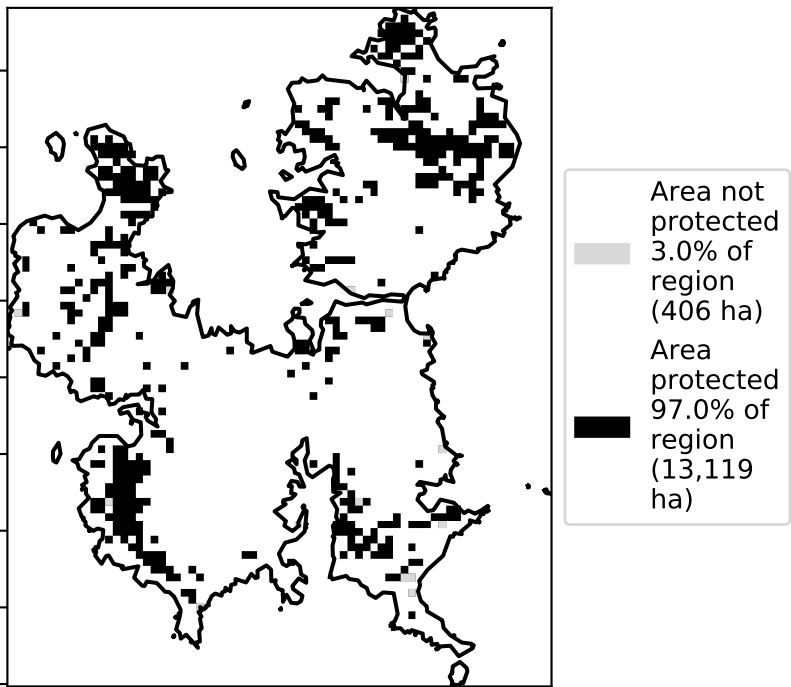 Area not
protected
3.0% of
region
(406 ha)
Area
protected
97.0% of
region
(13,119
ha)